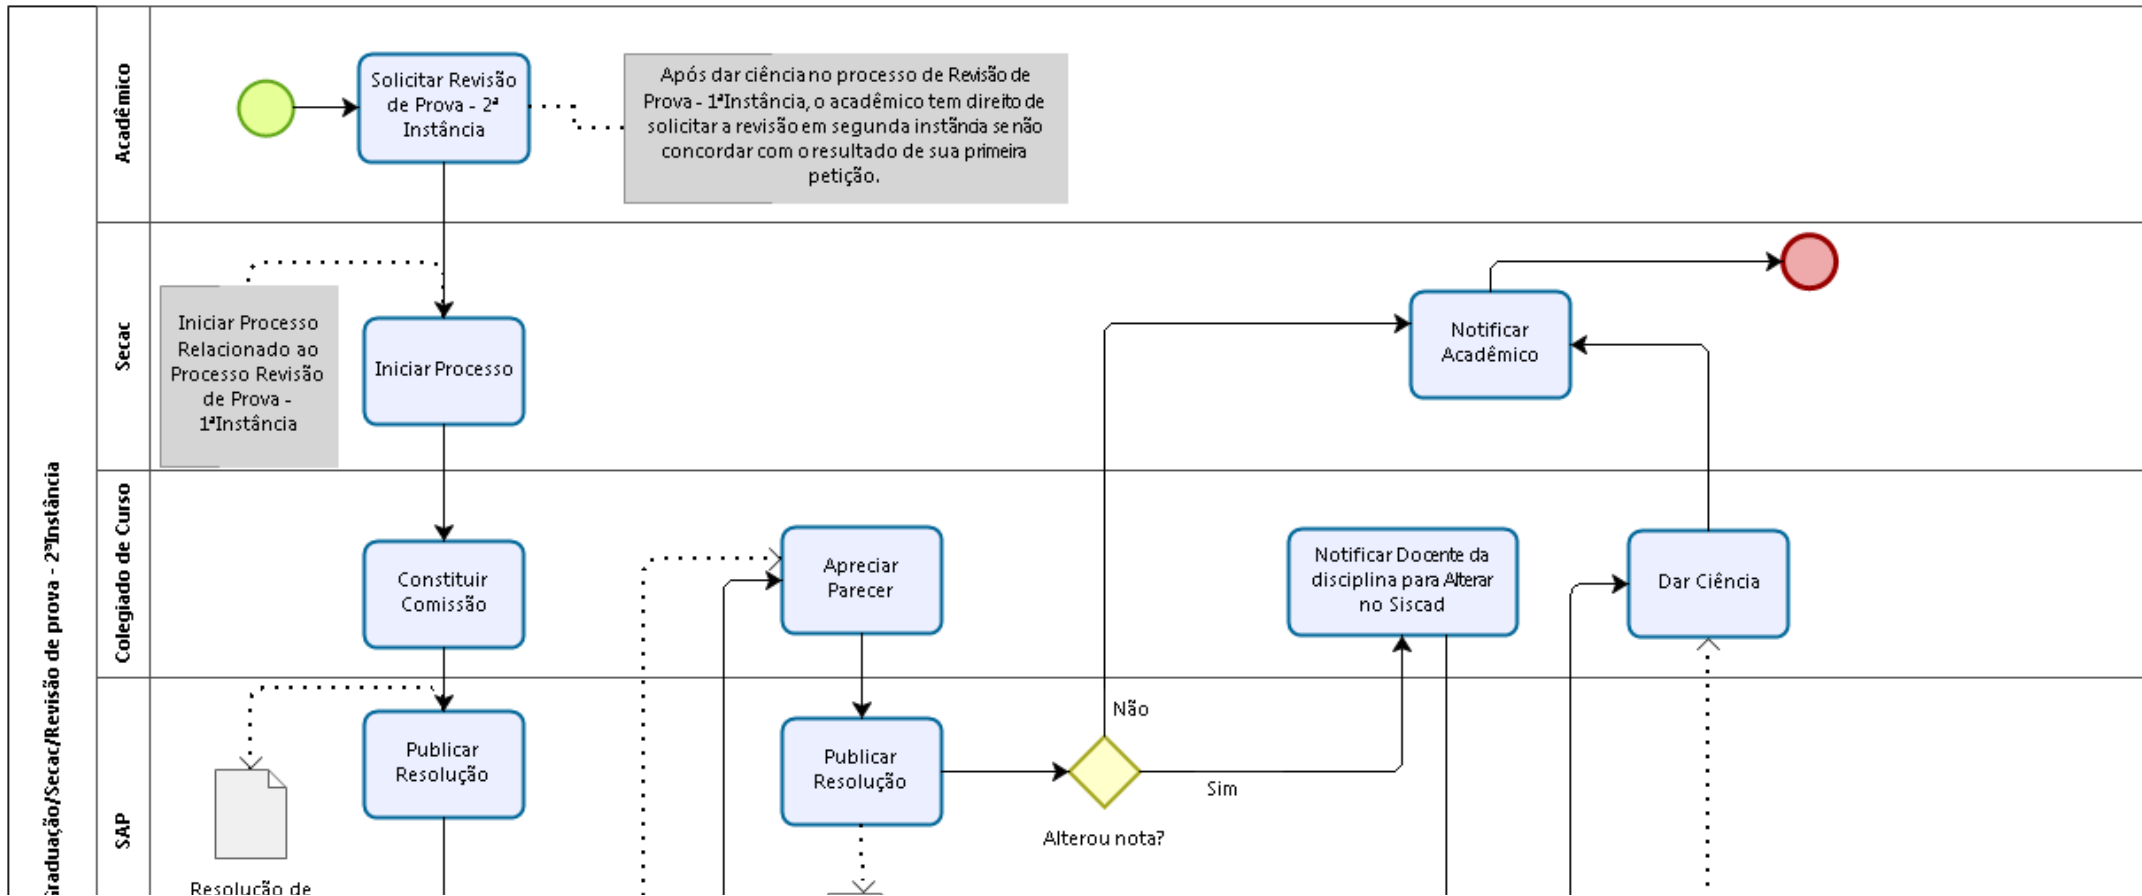 Graduação/Secac/Revisão de prova - 2ªInstância
Acadêmico
Solicitar Revisão
de Prova - 2ª
Instância
Após dar ciência no processo de Revisão de
Prova - 1ªInstância, o acadêmico tem direito de
solicitar a revisão em segunda instância se não
concordar com o resultado de sua primeira
petição.
Secac
Iniciar Processo
Relacionado ao
Processo Revisão
de Prova -
1ªInstância
Iniciar Processo
Notificar
Acadêmico
Colegiado de Curso
Constituir
Comissão
Apreciar
Parecer
Notificar Docente da
disciplina para Alterar
no Siscad
Dar Ciência
SAP
Publicar
Resolução
Resolução de
Publicar
Resolução
Não
Sim
Alterou nota?